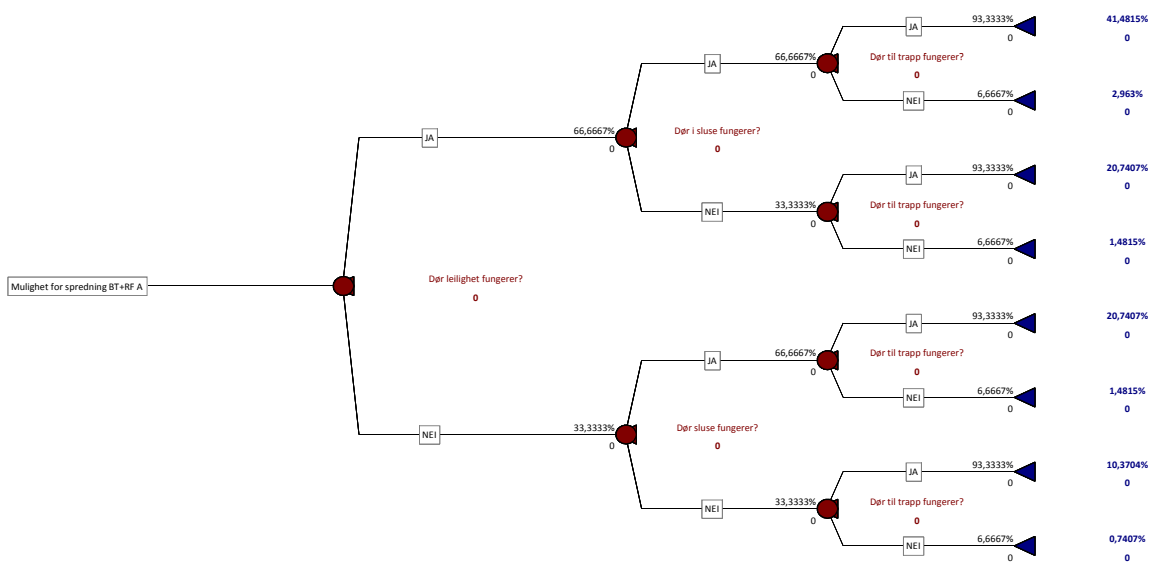 JA 93,3333% 41,4815%
0 0
JA 66,6667% Dør til trapp fungerer?
0 0
NEI 6,6667% 2,963%
0 0
JA 66,6667% Dør i sluse fungerer?
0 0
JA 93,3333% 20,7407%
0 0
NEI 33,3333% Dør til trapp fungerer?
0 0
NEI 6,6667% 1,4815%
0 0
Mulighet for spredning BT+RF A
Dør leilighet fungerer?
0
JA 93,3333% 20,7407%
0 0
JA 66,6667% Dør til trapp fungerer?
0 0
NEI 6,6667% 1,4815%
0 0
NEI 33,3333% Dør sluse fungerer?
0 0
JA 93,3333% 10,3704%
0 0
NEI 33,3333% Dør til trapp fungerer?
0 0
NEI 6,6667% 0,7407%
0 0